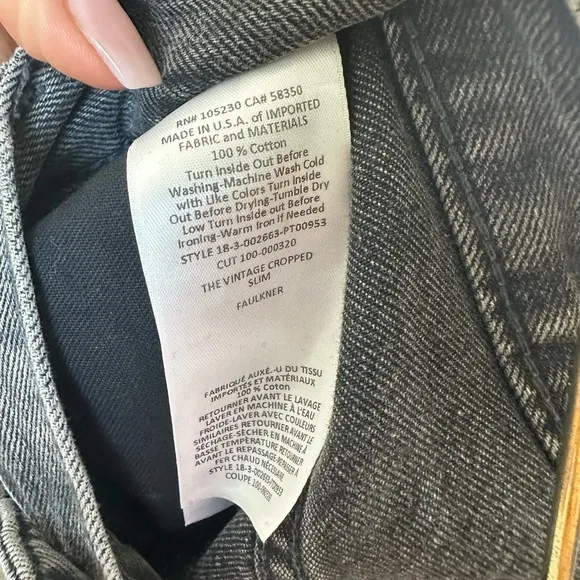 RN# 105230 CA# 58350
MADE IN U.S.A. of IMPORTED
FABRIC and MATERIALS
100 % Cotton
Turn Inside Out Before
Washing-Machine Wash Cold
with Like Colors Turn Inside
Out Before Drying-Tumble Dry
Low Turn Inside out Before
Ironing-Warm Iron if Needed
STYLE 18-3-002663-PT00953
CUT 100-000320
THE VINTAGE CROPPED
SLIM
FAULKNER
FABRIQUÉ AUX É.-U DU TISSU
IMPORTÉS ET MATÉRIAUX
100 % Cotton
RETOURNER AVANT LE LAVAGE
LAVER EN MACHINE À L'EAU
FROIDE-LAVER AVEC COULEURS
SIMILAIRES RETOURNER AVANT LE
SÉCHAGE-SÉCHER EN MACHINE À
BASSE TEMPÉRATURE RETOURNER
AVANT LE REPASSAGE-REPASSER À
FER CHAUD NÉCESSAIRE
STYLE 18-3-002663-PT00953
COUPE